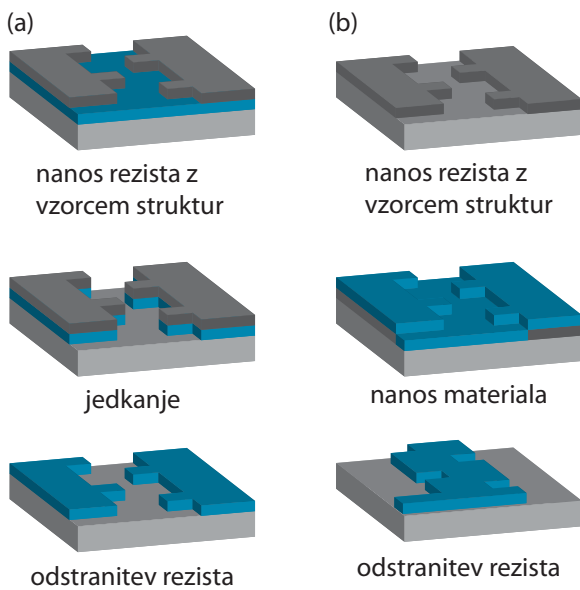 (a)
nanos rezista z
vzorcem struktur
jedkanje
odstranitev rezista
(b)
nanos rezista z
vzorcem struktur
nanos materiala
odstranitev rezista